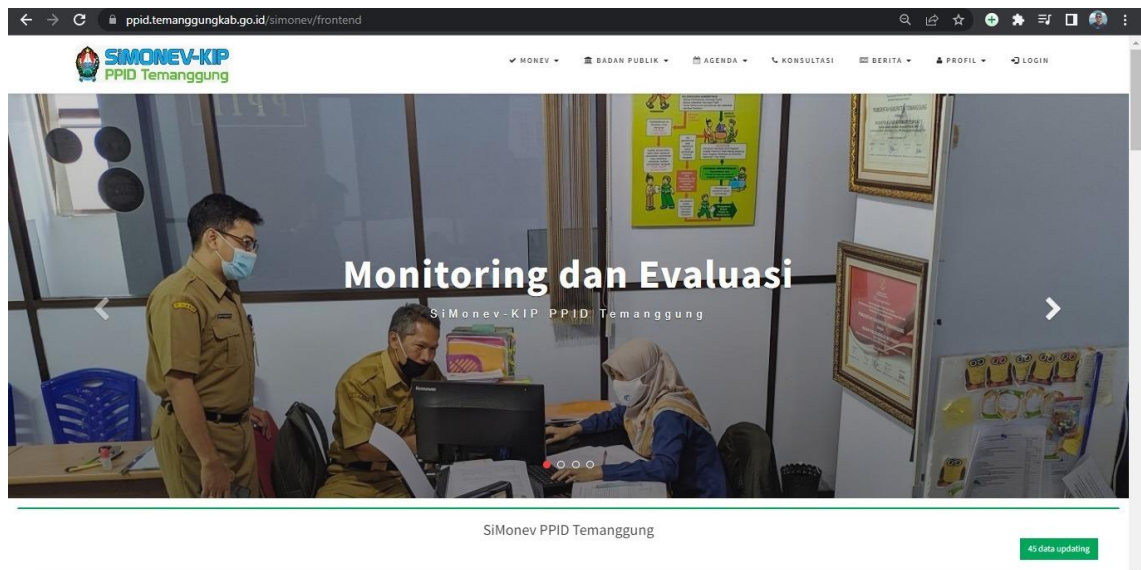 ppid.temanggungkab.go.id/simonev/frontend
SiMONEV-KIP
PPID Temanggung
MONEV
BADAN PUBLIK
AGENDA
KONSULTASI
BERITA
PROFIL
LOGIN
Monitoring dan Evaluasi
SiMonev-KIP PPID Temanggung
SiMonev PPID Temanggung
45 data updating